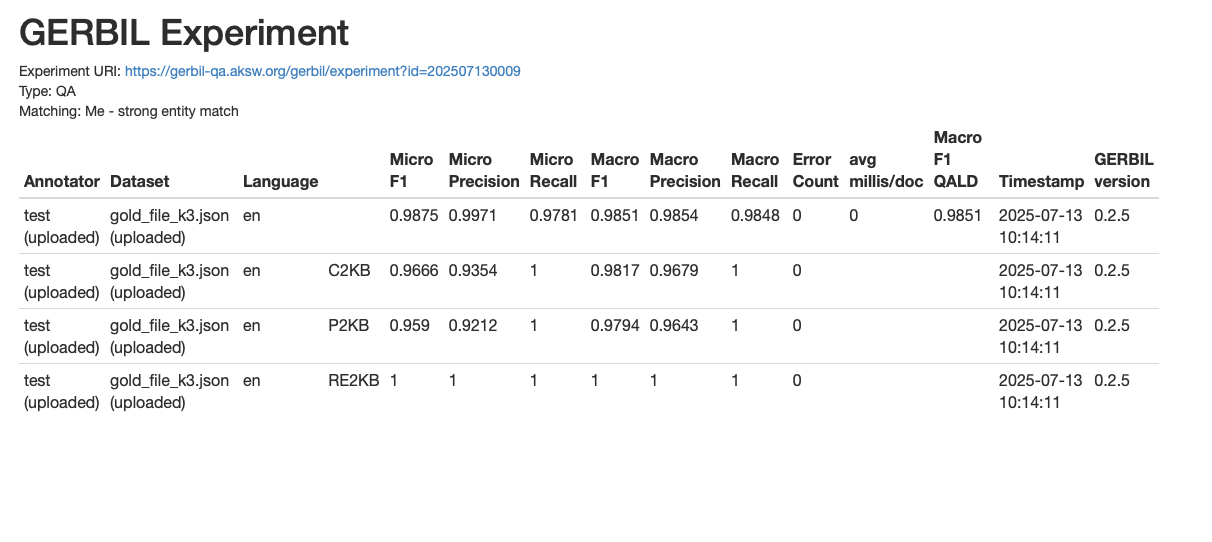 GERBIL Experiment
Experiment URI: https://gerbil-qa.aksw.org/gerbil/experiment?id=202507130009
Type: QA
Matching: Me - strong entity match
Macro
Micro Micro Micro Macro Macro Macro Error avg F1 GERBIL
Annotator Dataset Language F1 Precision Recall F1 Precision Recall Count millis/doc QALD Timestamp version
test gold_file_k3.json en 0.9875 0.9971 0.9781 0.9851 0.9854 0.9848 0 0 0.9851 2025-07-13 0.2.5
(uploaded) (uploaded) 10:14:11
test gold_file_k3.json en C2KB 0.9666 0.9354 1 0.9817 0.9679 1 0 2025-07-13 0.2.5
(uploaded) (uploaded) 10:14:11
test gold_file_k3.json en P2KB 0.959 0.9212 1 0.9794 0.9643 1 0 2025-07-13 0.2.5
(uploaded) (uploaded) 10:14:11
test gold_file_k3.json en RE2KB 1 1 1 1 1 1 0 2025-07-13 0.2.5
(uploaded) (uploaded) 10:14:11